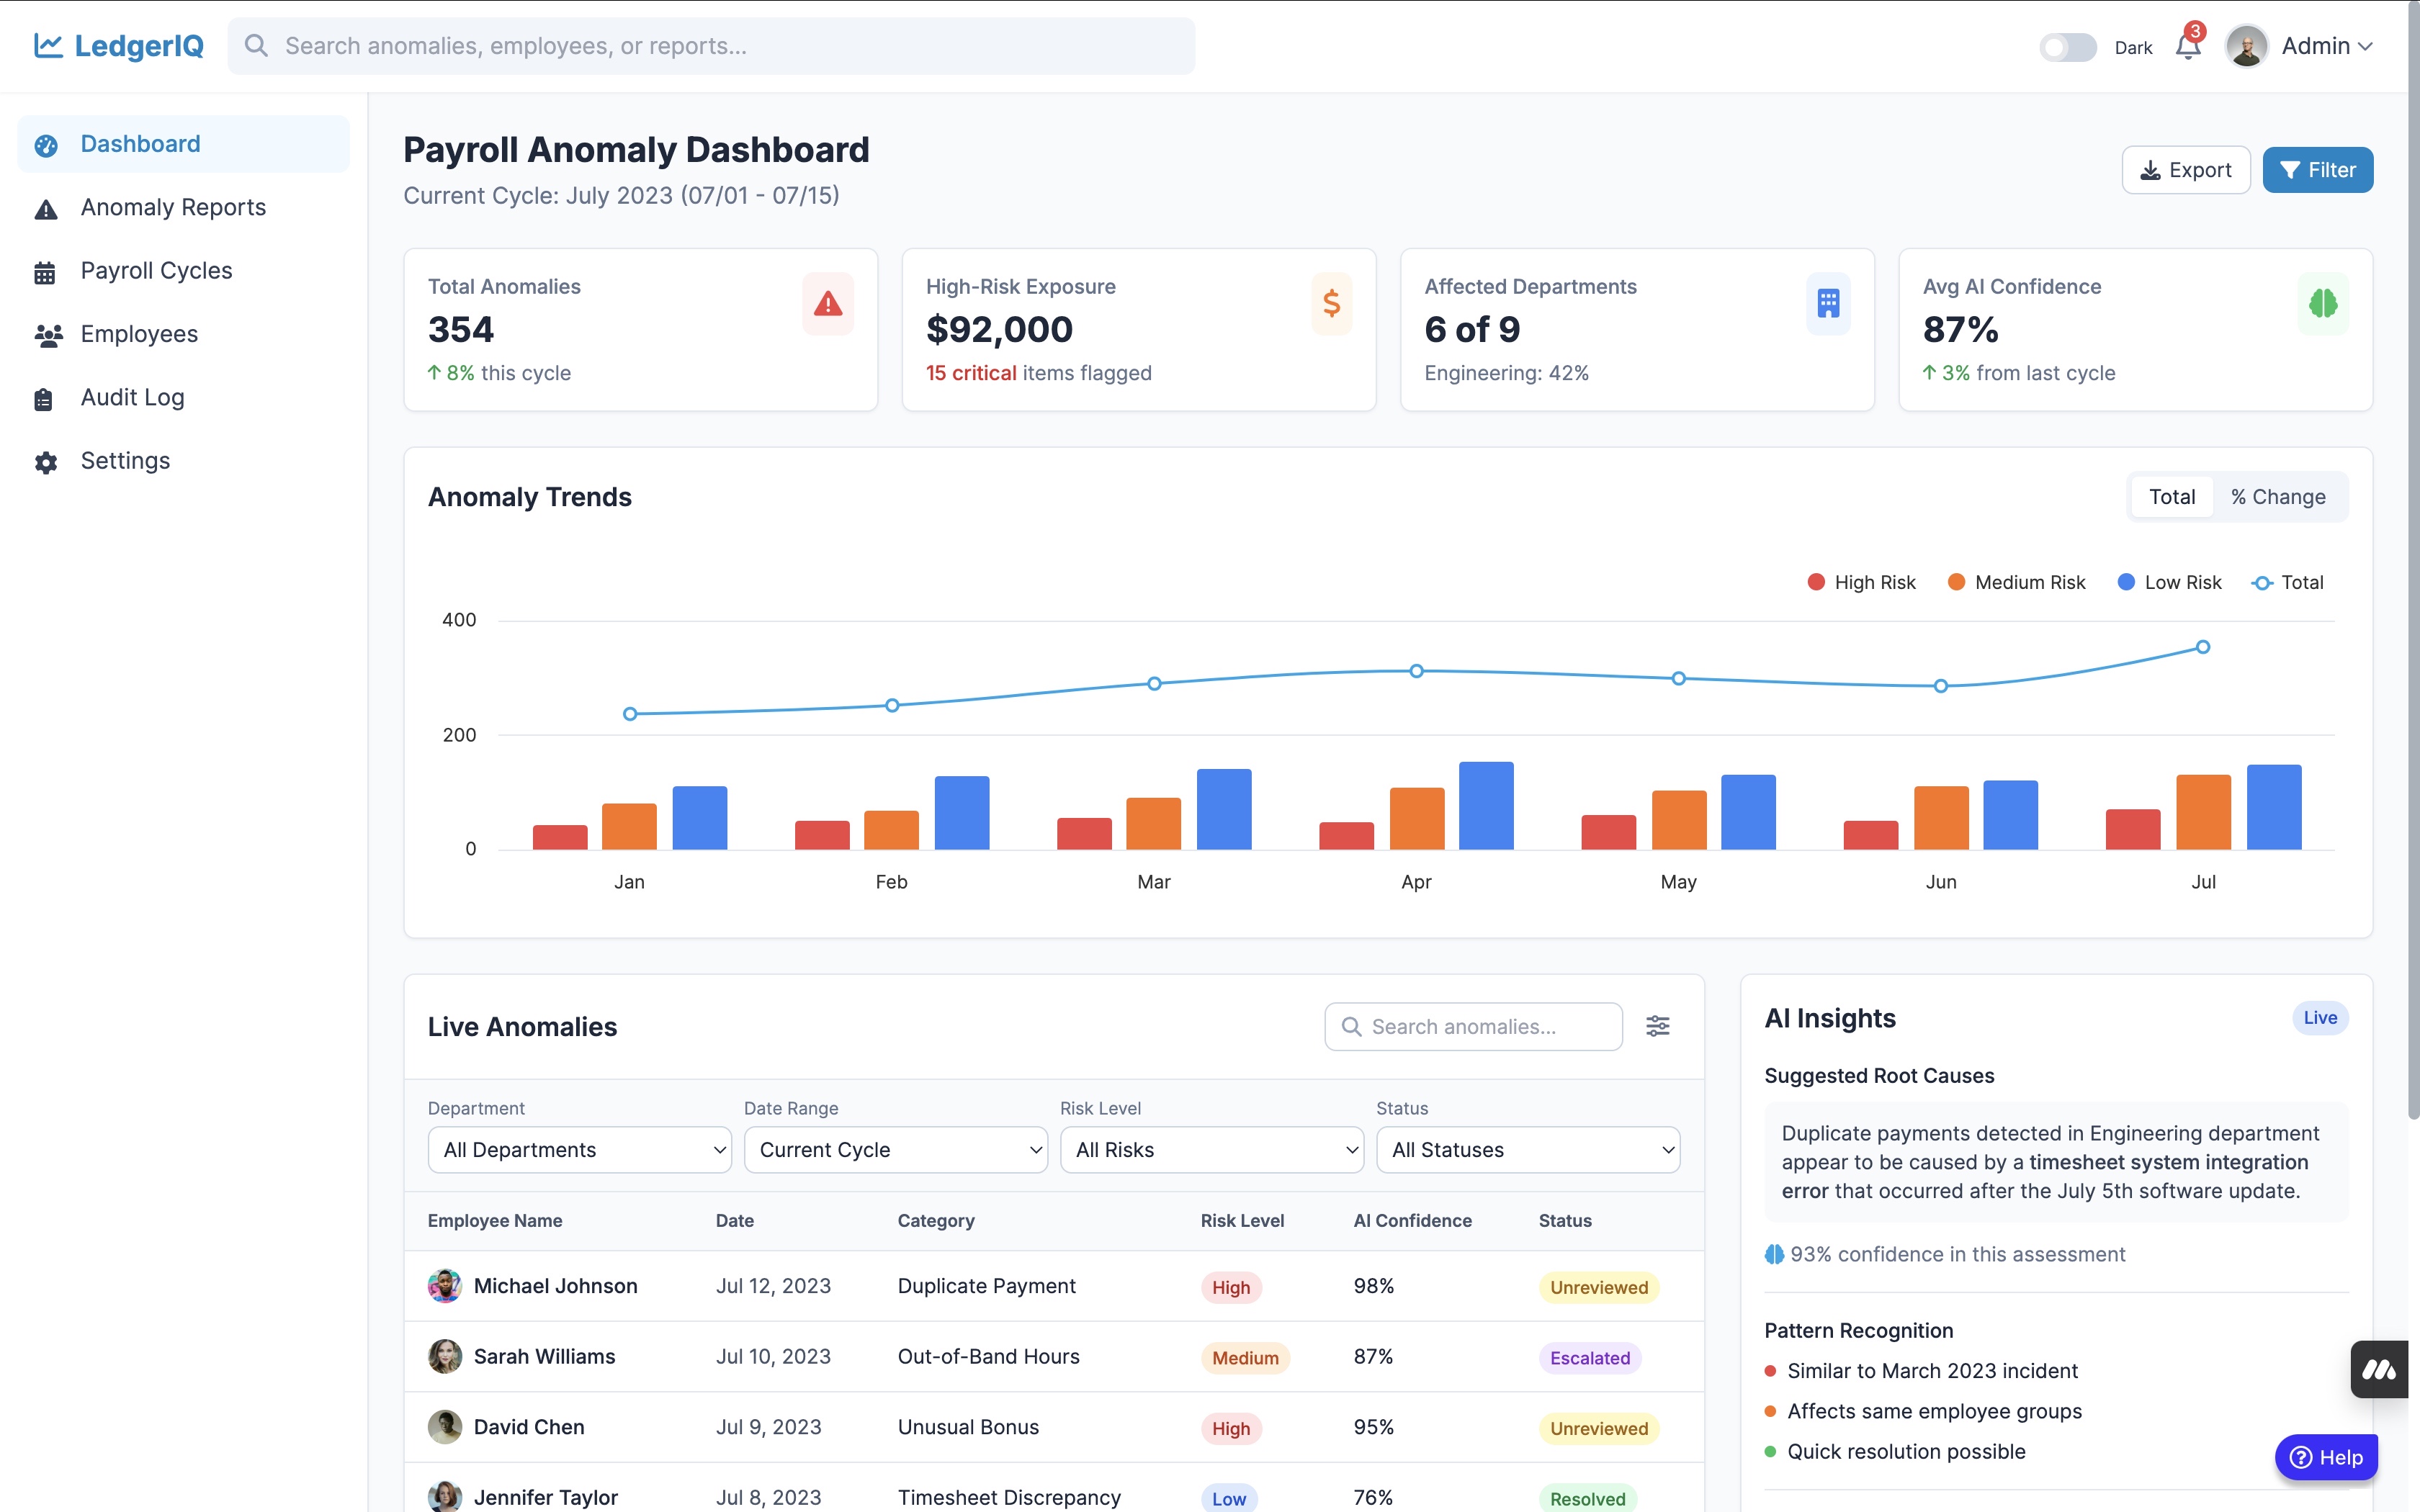 LedgerIQ
Search anomalies, employees, or reports...
Dark
3
Admin
Dashboard
Anomaly Reports
Payroll Cycles
Employees
Audit Log
Settings
Payroll Anomaly Dashboard
Current Cycle: July 2023 (07/01 - 07/15)
Export
Filter
Total Anomalies
354
8% this cycle
High-Risk Exposure
$92,000
15 critical items flagged
Affected Departments
6 of 9
Engineering: 42%
Avg AI Confidence
87%
3% from last cycle
Anomaly Trends
Total
% Change
High Risk
Medium Risk
Low Risk
Total
400
200
0
Jan
Feb
Mar
Apr
May
Jun
Jul
Live Anomalies
Search anomalies...
Department
Date Range
Risk Level
Status
All Departments
Current Cycle
All Risks
All Statuses
Employee Name Date Category Risk Level AI Confidence Status
Michael Johnson Jul 12, 2023 Duplicate Payment High 98% Unreviewed
Sarah Williams Jul 10, 2023 Out-of-Band Hours Medium 87% Escalated
David Chen Jul 9, 2023 Unusual Bonus High 95% Unreviewed
Jennifer Taylor Jul 8, 2023 Timesheet Discrepancy Low 76% Resolved
AI Insights
Live
Suggested Root Causes
Duplicate payments detected in Engineering department
appear to be caused by a timesheet system integration
error that occurred after the July 5th software update.
93% confidence in this assessment
Pattern Recognition
Similar to March 2023 incident
Affects same employee groups
Quick resolution possible
Help